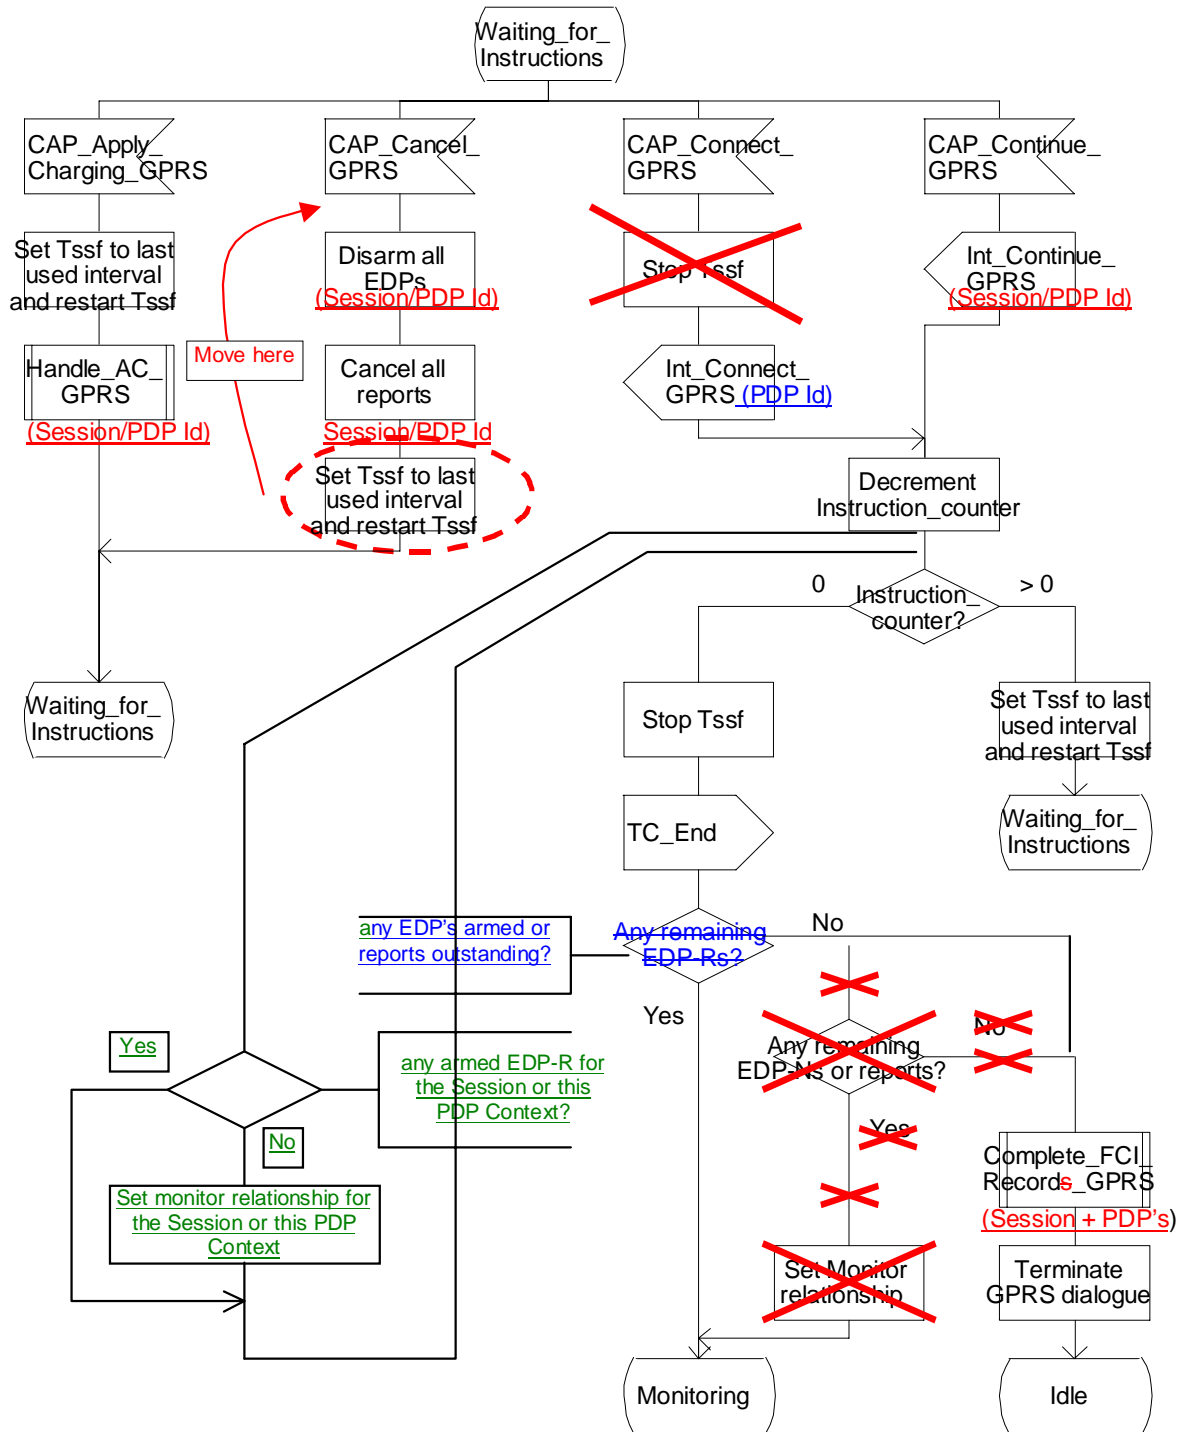 Waiting_for_
Instructions
CAP_Apply_
Charging_GPRS
CAP_Cancel_
GPRS
CAP_Connect_
GPRS
CAP_Continue_
GPRS
Set Tssf to last
used interval
and restart Tssf
Disarm all
EDPs
(Session/PDP Id)
Stop Tssf
Int_Continue_
GPRS
(Session/PDP Id)
Move here
Handle_AC_
GPRS
(Session/PDP Id)
Cancel all
reports
Session/PDP Id
Int_Connect_
GPRS (PDP Id)
Set Tssf to last
used interval
and restart Tssf
Decrement
Instruction_counter
0
Instruction_
counter?
> 0
Waiting_for_
Instructions
Stop Tssf
Set Tssf to last
used interval
and restart Tssf
TC_End
Waiting_for_
Instructions
any EDP's armed or
reports outstanding?
Any remaining
EDP-Rs?
No
Yes
No
Any remaining
EDP-Ns or reports?
Yes
Yes
any armed EDP-R for
the Session or this
PDP Context?
No
Set monitor relationship for
the Session or this PDP
Context
Complete_FCI_
Records_GPRS
(Session + PDP's)
Set Monitor
relationship
Terminate
GPRS dialogue
Monitoring
Idle